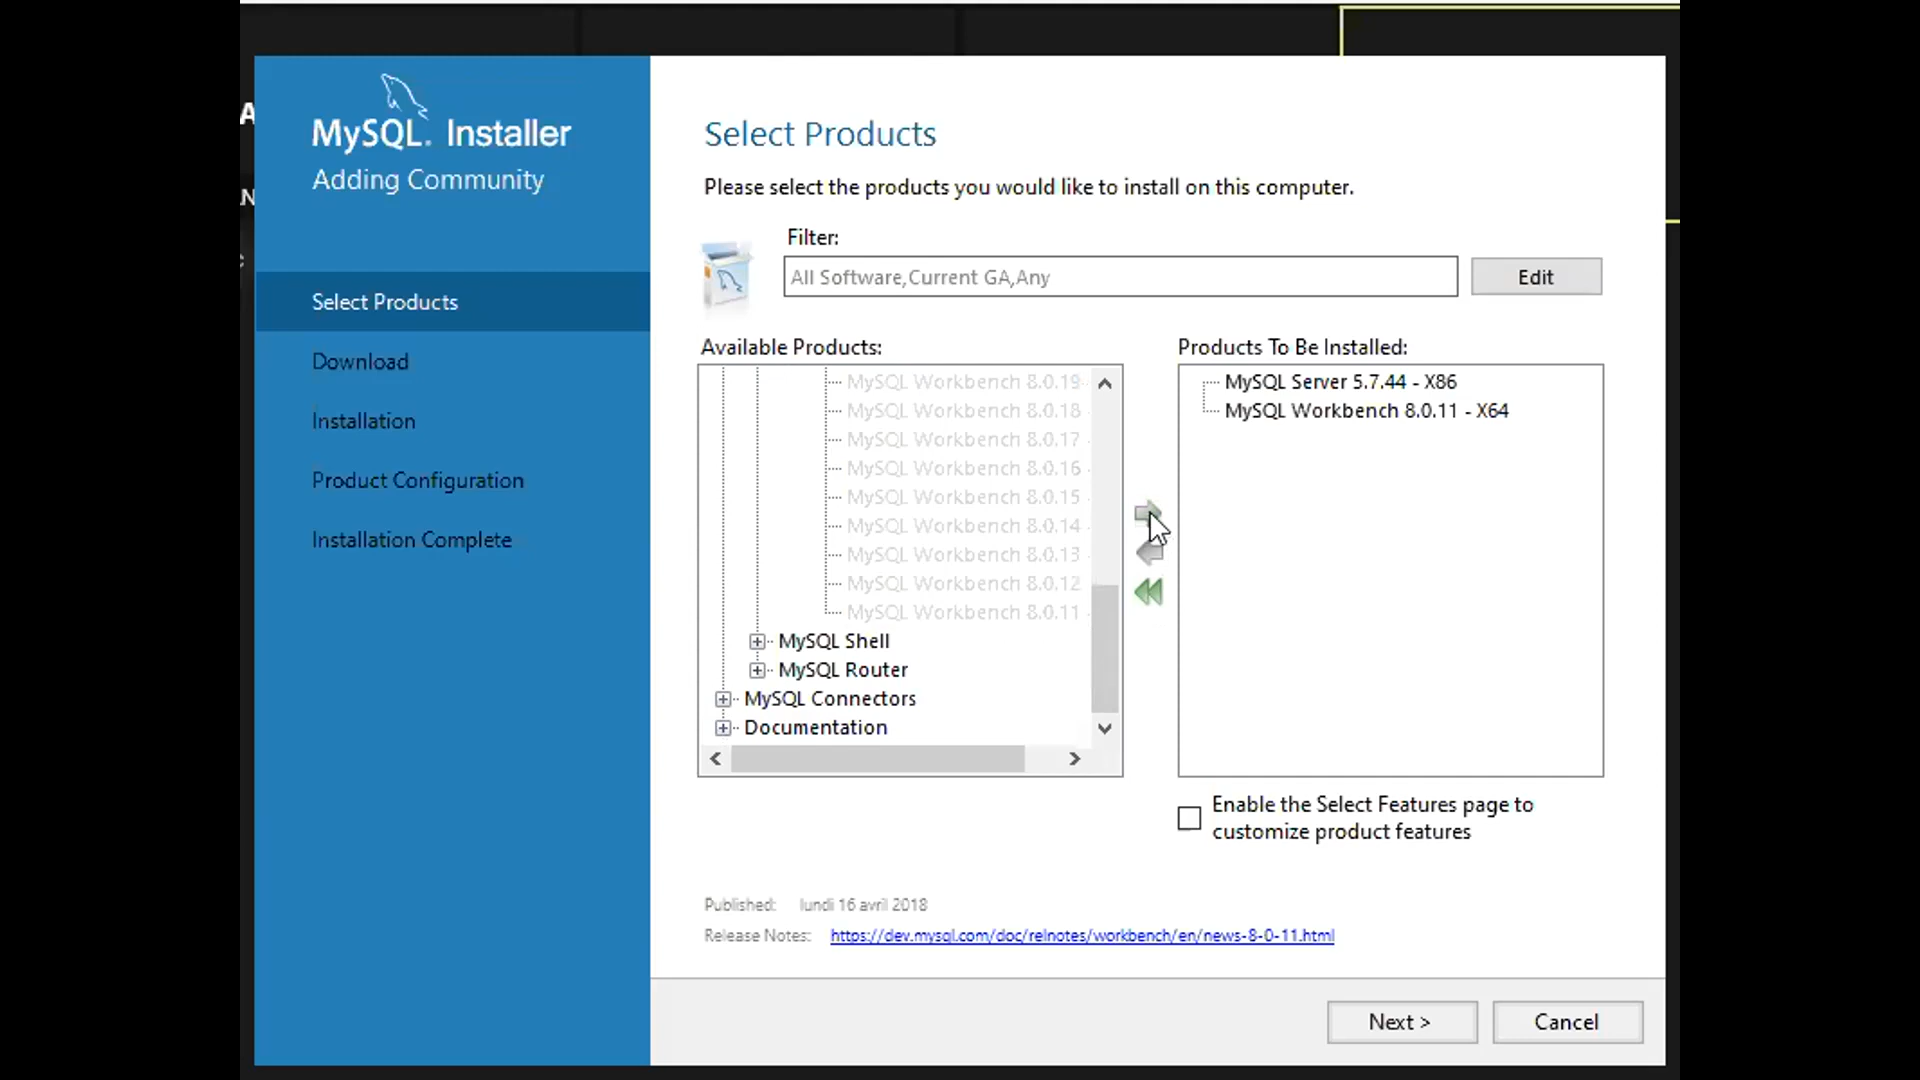 A
MySQL. Installer
Adding Community
N
Select Products
Download
Installation
Product Configuration
Installation Complete
Select Products
Please select the products you would like to install on this computer.
Filter:
All Software,Current GA,Any
Edit
Available Products:
MySQL Workbench 8.0.19
MySQL Workbench 8.0.18
MySQL Workbench 8.0.17
MySQL Workbench 8.0.16
MySQL Workbench 8.0.15
MySQL Workbench 8.0.14
MySQL Workbench 8.0.13
MySQL Workbench 8.0.12
MySQL Workbench 8.0.11
MySQL Shell
MySQL Router
MySQL Connectors
Documentation
Products To Be Installed:
MySQL Server 5.7.44 - X86
MySQL Workbench 8.0.11 - X64
Enable the Select Features page to
customize product features
Published: lundi 16 avril 2018
Release Notes: https://dev.mysql.com/doc/relnotes/workbench/en/news-8-0-11.html
Next >
Cancel